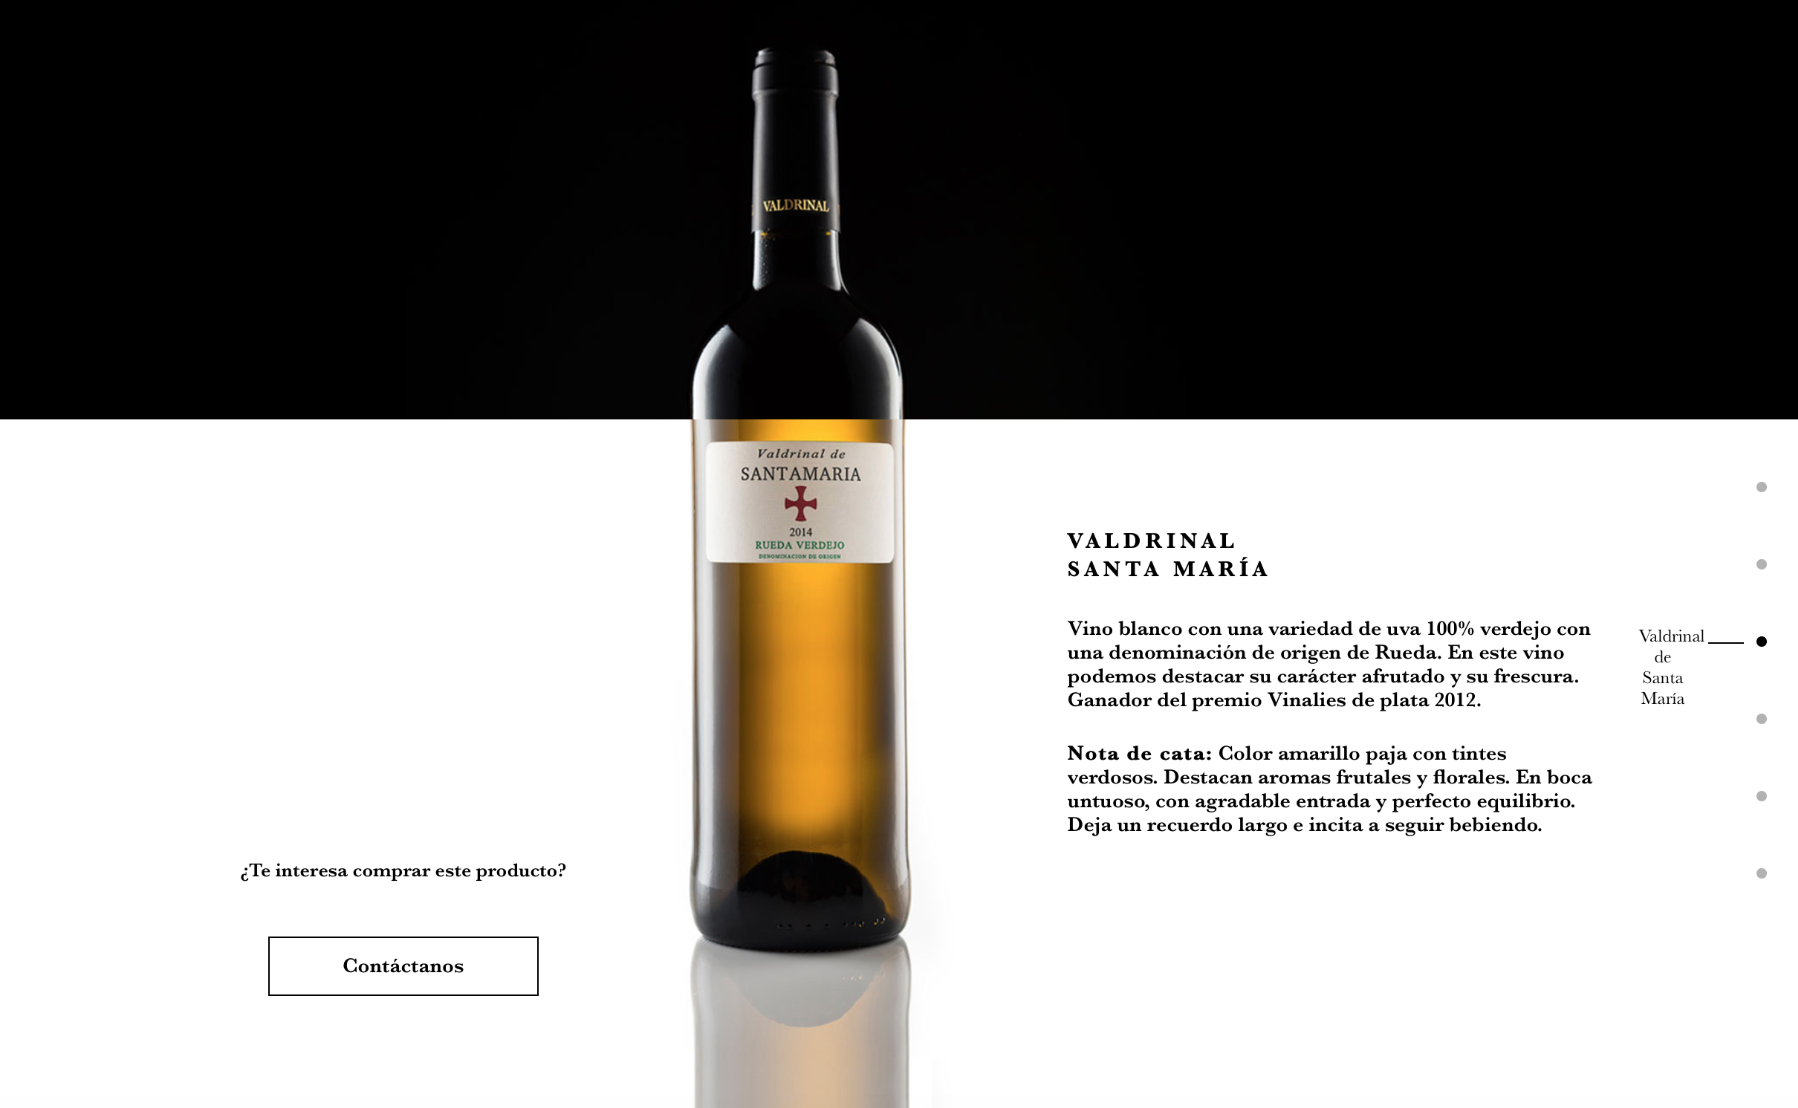 VALDRINAL
Valdrinal de
SANTAMARIA
2014
RUEDA VERDEJO
DENOMINACION DE ORIGEN
VALDRINAL
SANTA MARÍA
Vino blanco con una variedad de uva 100% verdejo con
una denominación de origen de Rueda. En este vino
podemos destacar su carácter afrutado y su frescura.
Ganador del premio Vinalies de plata 2012.
Nota de cata: Color amarillo paja con tintes
verdosos. Destacan aromas frutales y florales. En boca
untuoso, con agradable entrada y perfecto equilibrio.
Deja un recuerdo largo e incita a seguir bebiendo.
Valdrinal
de
Santa
María
¿Te interesa comprar este producto?
Contáctanos